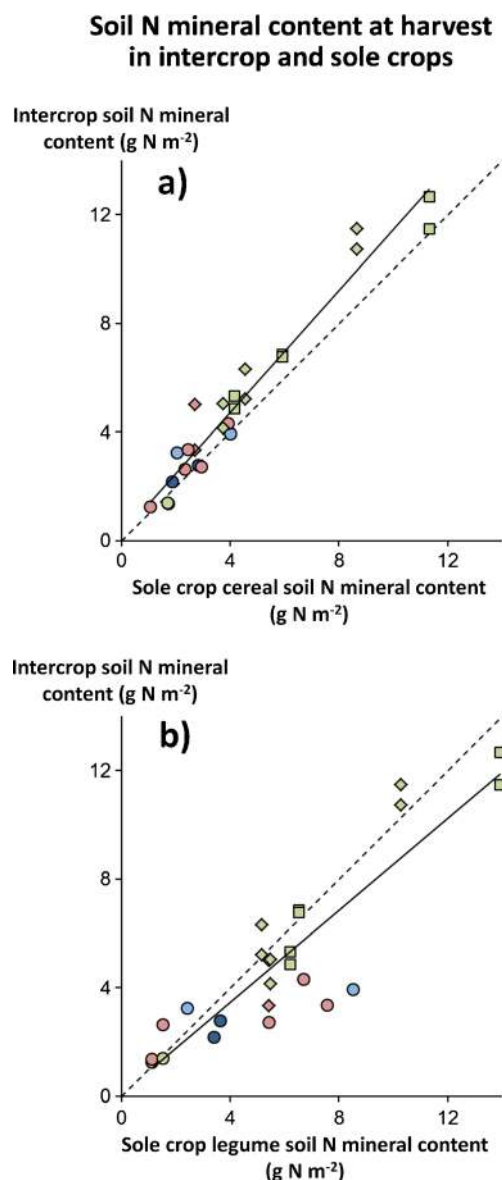 Soil N mineral content at harvest
in intercrop and sole crops
Intercrop soil N mineral
content (g N m⁻²)
a)
12
8
4
0
0 4 8 12
Sole crop cereal soil N mineral content
(g N m⁻²)
Intercrop soil N mineral
content (g N m⁻²)
b)
12
8
4
0
0 4 8 12
Sole crop legume soil N mineral content
(g N m⁻²)